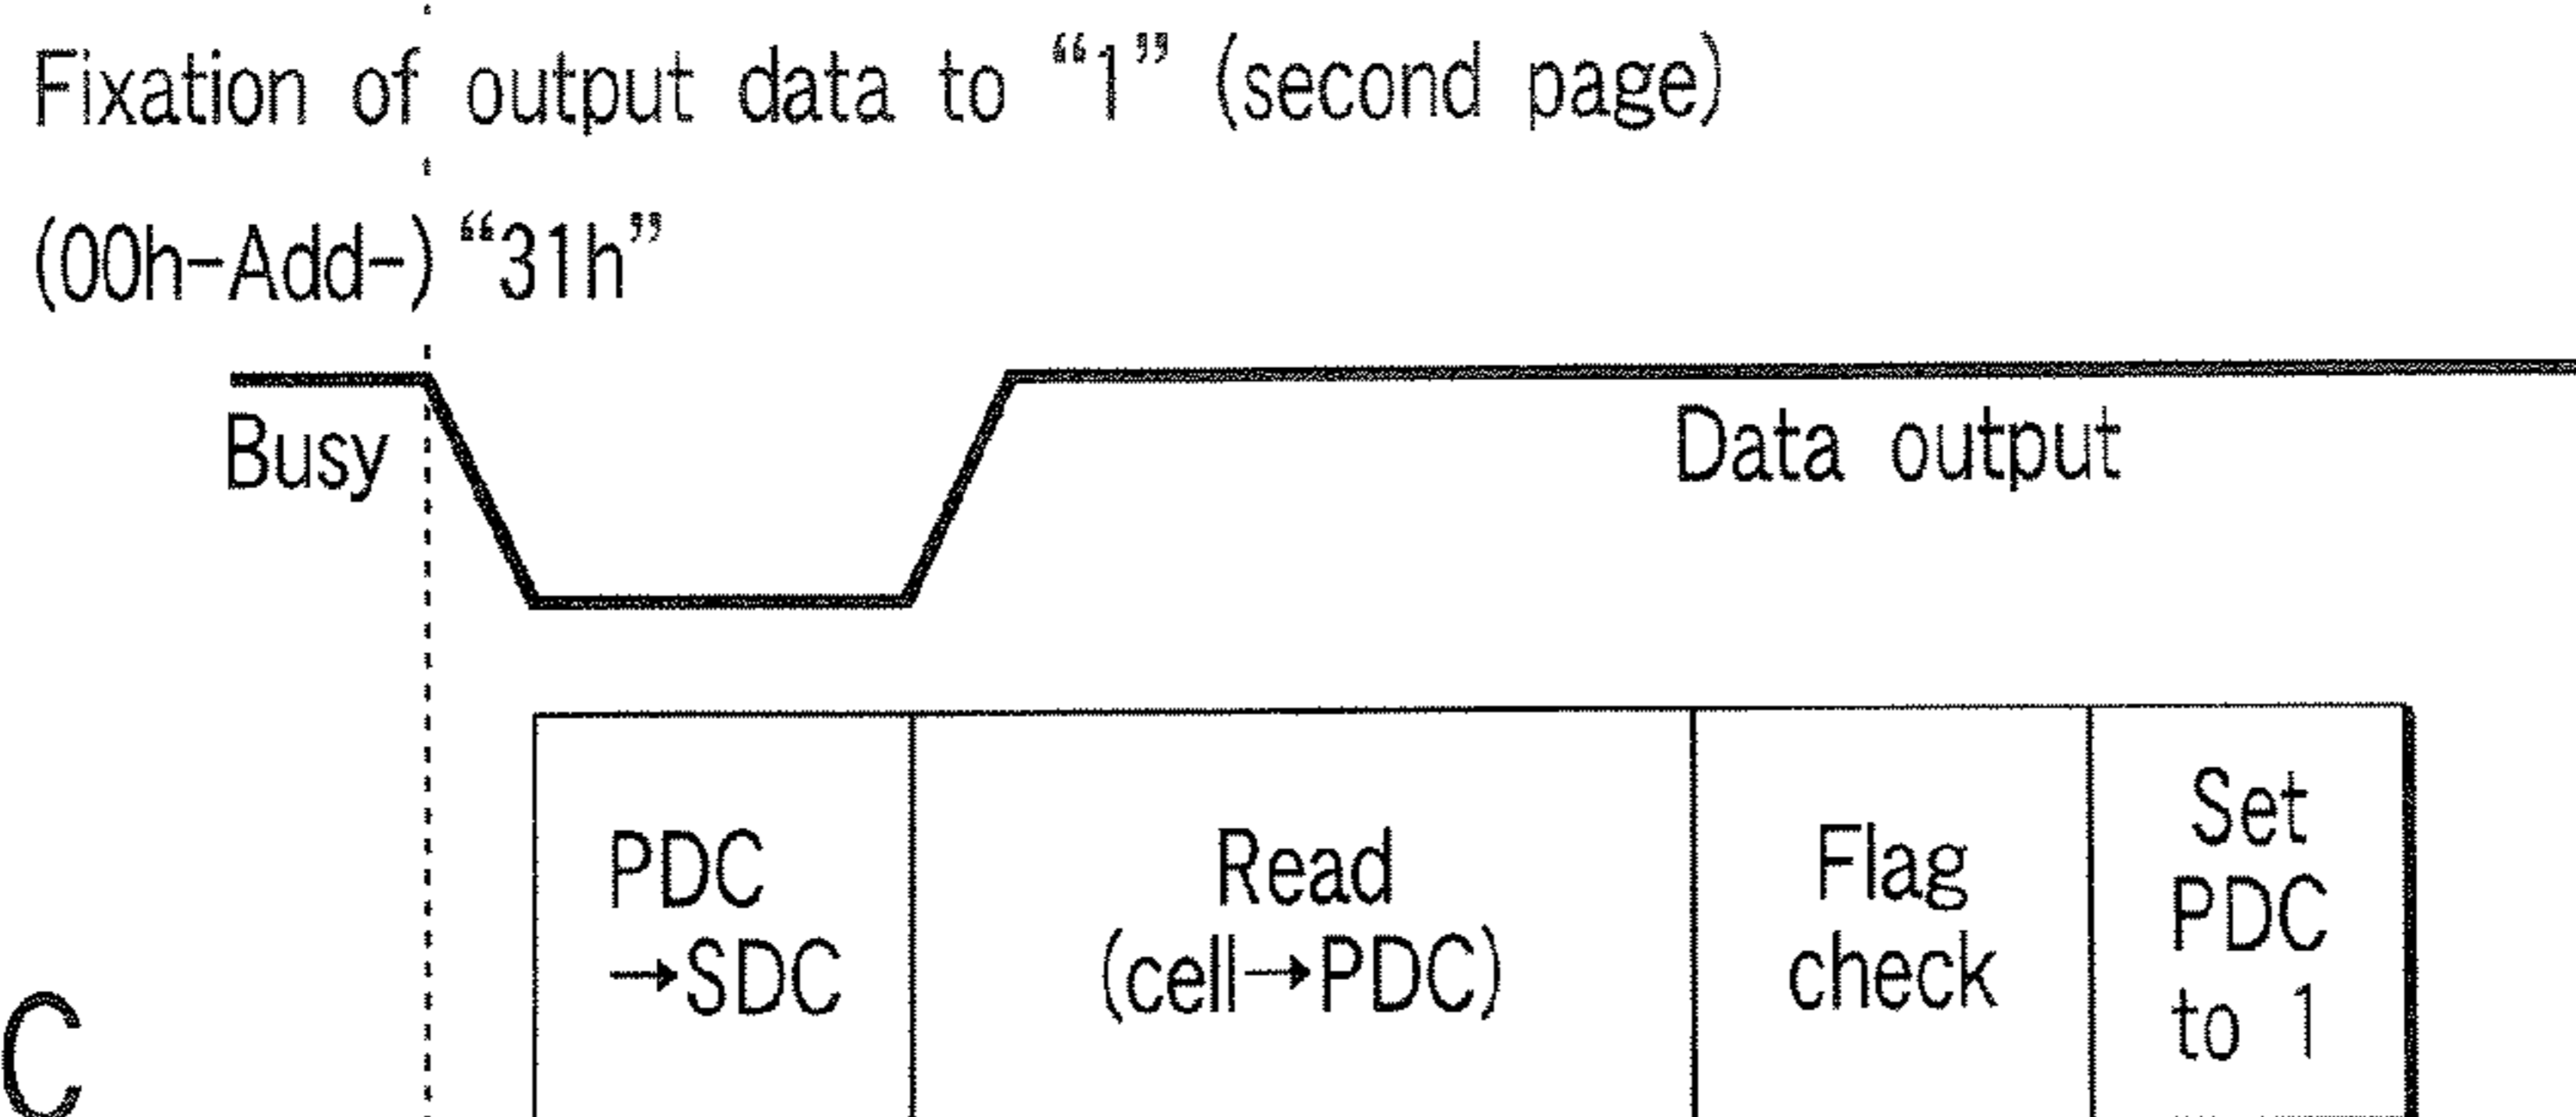 Fixation of output data to “1” (second page)
(00h-Add-) “31h”
Busy
Data output
PDC
→SDC
Read
(cell→PDC)
Flag
check
Set
PDC
to 1
C